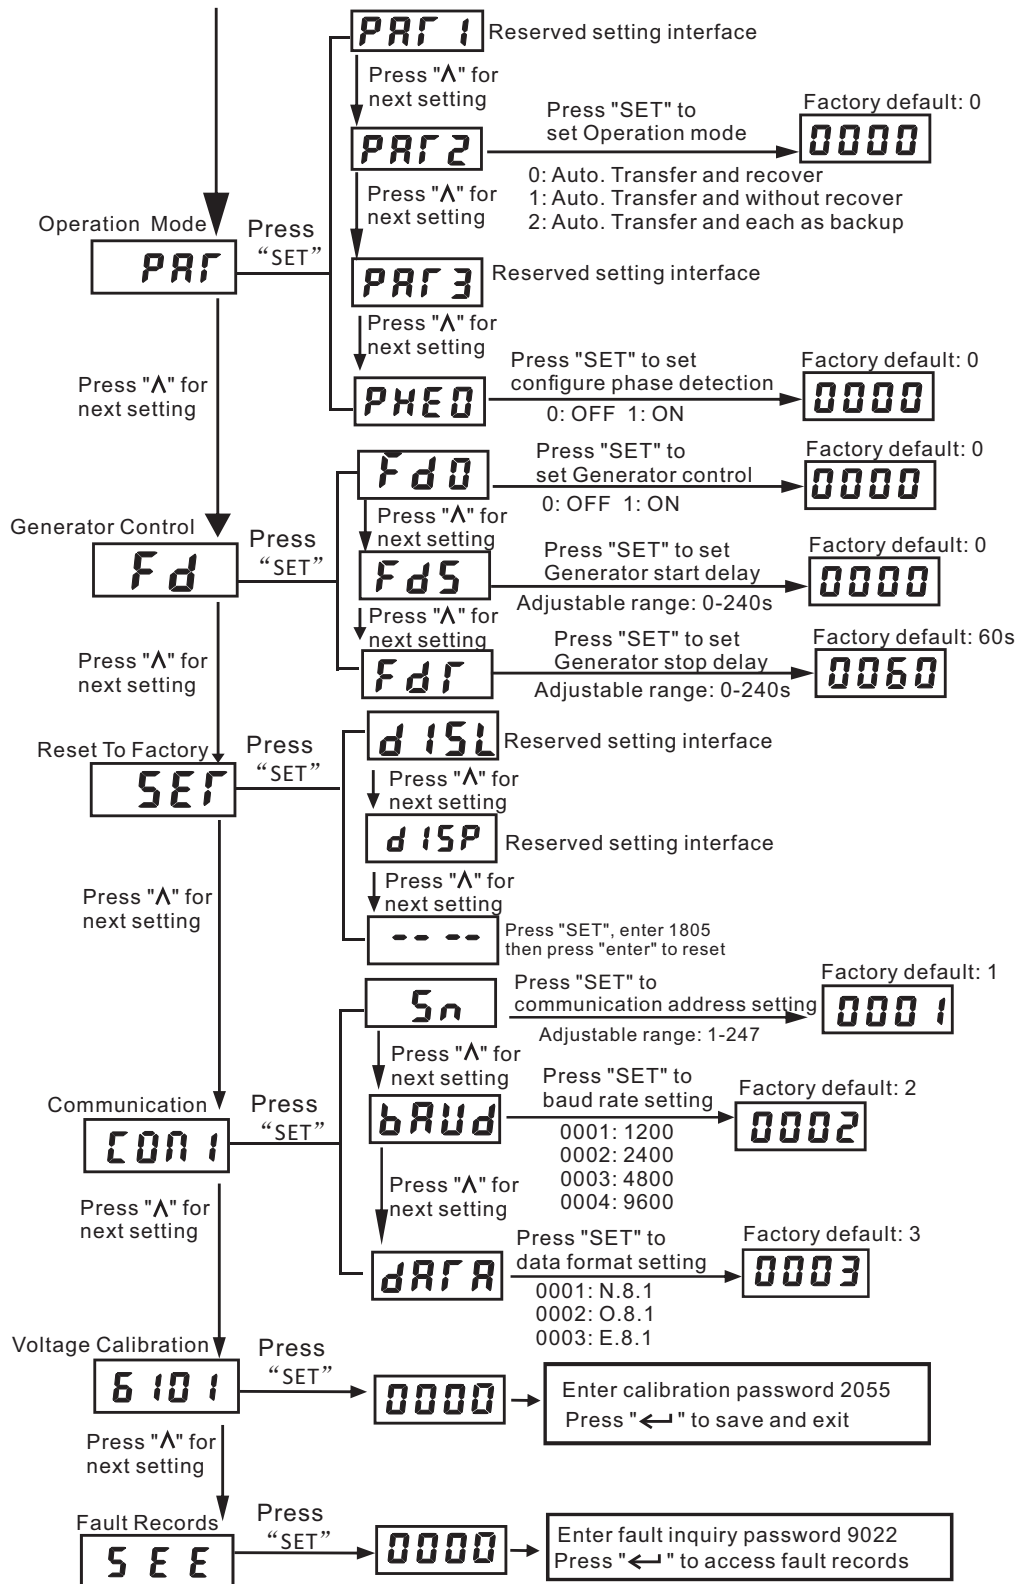 PAT 1 Reserved setting interface
Press "Λ" for
next setting
Press "SET" to
set Operation mode
Factory default: 0
PAT 2
0000
0: Auto. Transfer and recover
1: Auto. Transfer and without recover
2: Auto. Transfer and each as backup
Press "Λ" for
next setting
Operation Mode
PAT
Press
“SET”
PAT 3 Reserved setting interface
Press "Λ" for
next setting
Press "SET" to set
configure phase detection
0: OFF 1: ON
Factory default: 0
PHE0
0000
Press "Λ" for
next setting
Fd0
Press "SET" to
set Generator control
0: OFF 1: ON
Factory default: 0
0000
Press "Λ" for
next setting
Generator Control
Fd
Press
“SET”
FdS
Press "SET" to set
Generator start delay
Adjustable range: 0-240s
Factory default: 0
0000
Press "Λ" for
next setting
FdT
Press "SET" to set
Generator stop delay
Adjustable range: 0-240s
Factory default: 60s
0060
Press "Λ" for
next setting
Reset To Factory
SET
Press
“SET”
dISL Reserved setting interface
Press "Λ" for
next setting
dISP Reserved setting interface
Press "Λ" for
next setting
-- --
Press "SET", enter 1805
then press "enter" to reset
Press "Λ" for
next setting
Sn
Press "SET" to
communication address setting
Adjustable range: 1-247
Factory default: 1
0001
Press "Λ" for
next setting
Communication
COM1
Press
“SET”
bAUd
Press "SET" to
baud rate setting
0001: 1200
0002: 2400
0003: 4800
0004: 9600
Factory default: 2
0002
Press "Λ" for
next setting
dATA
Press "SET" to
data format setting
0001: N.8.1
0002: O.8.1
0003: E.8.1
Factory default: 3
0003
Press "Λ" for
next setting
Voltage Calibration
6101
Press
“SET”
0000
Enter calibration password 2055
Press "↵" to save and exit
Press "Λ" for
next setting
Fault Records
SEE
Press
“SET”
0000
Enter fault inquiry password 9022
Press "↵" to access fault records